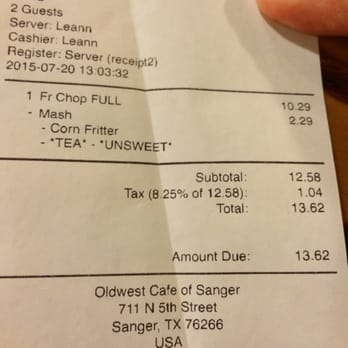 2 Guests
Server: Leann
Cashier: Leann
Register: Server (receipt2)
2015-07-20 13:03:32
1 Fr Chop FULL 10.29
- Mash 2.29
- Corn Fritter
- *TEA* - *UNSWEET*
Subtotal: 12.58
Tax (8.25% of 12.58): 1.04
Total: 13.62
Amount Due: 13.62
Oldwest Cafe of Sanger
711 N 5th Street
Sanger, TX 76266
USA